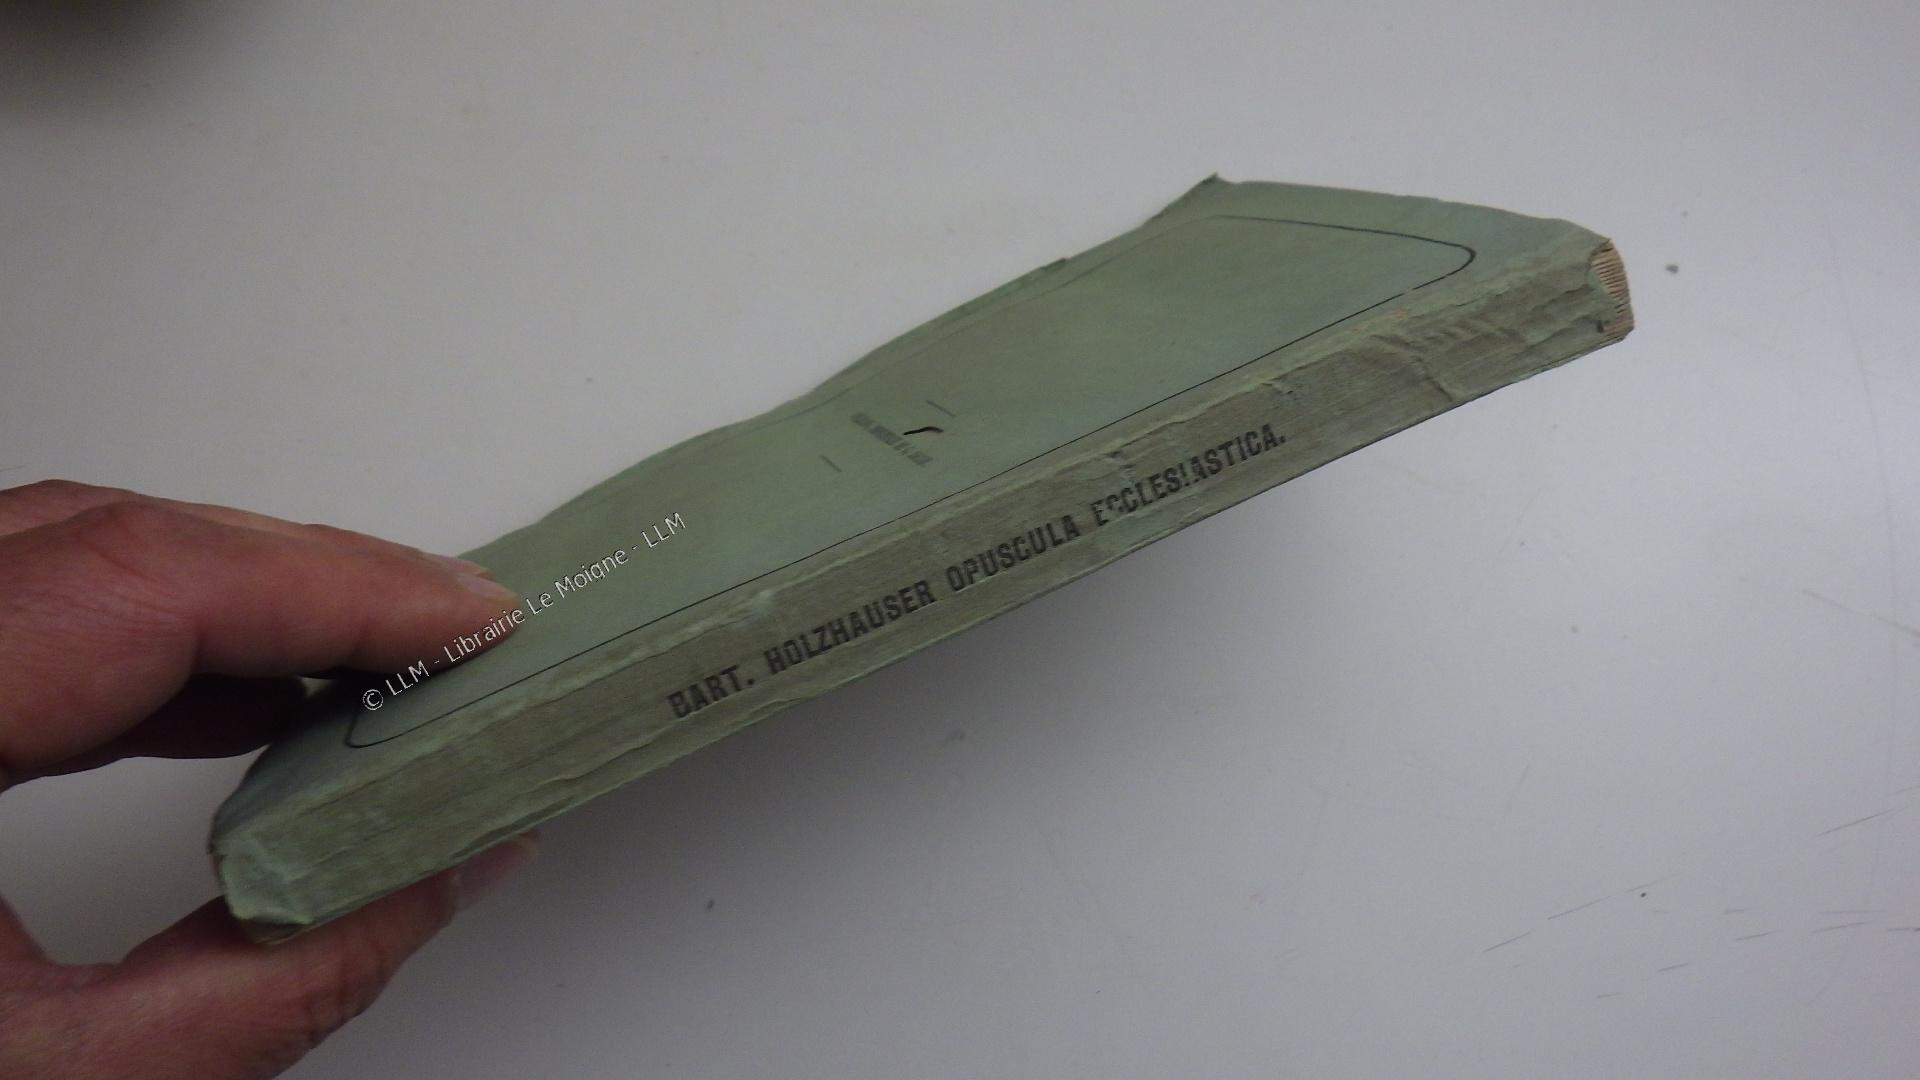 BART. HOLZHAUSER OPUSCULA ECCLESIASTICA.
© LLM - Librairie Le Moigne - LLM